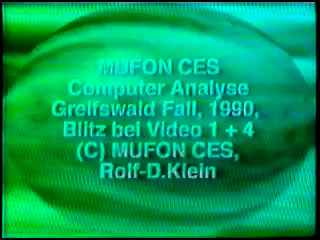 MUFON CES
Computer Analyse
Greifswald Fall, 1990,
Blitz bei Video 1 + 4
(C) MUFON CES,
Rolf-D.Klein